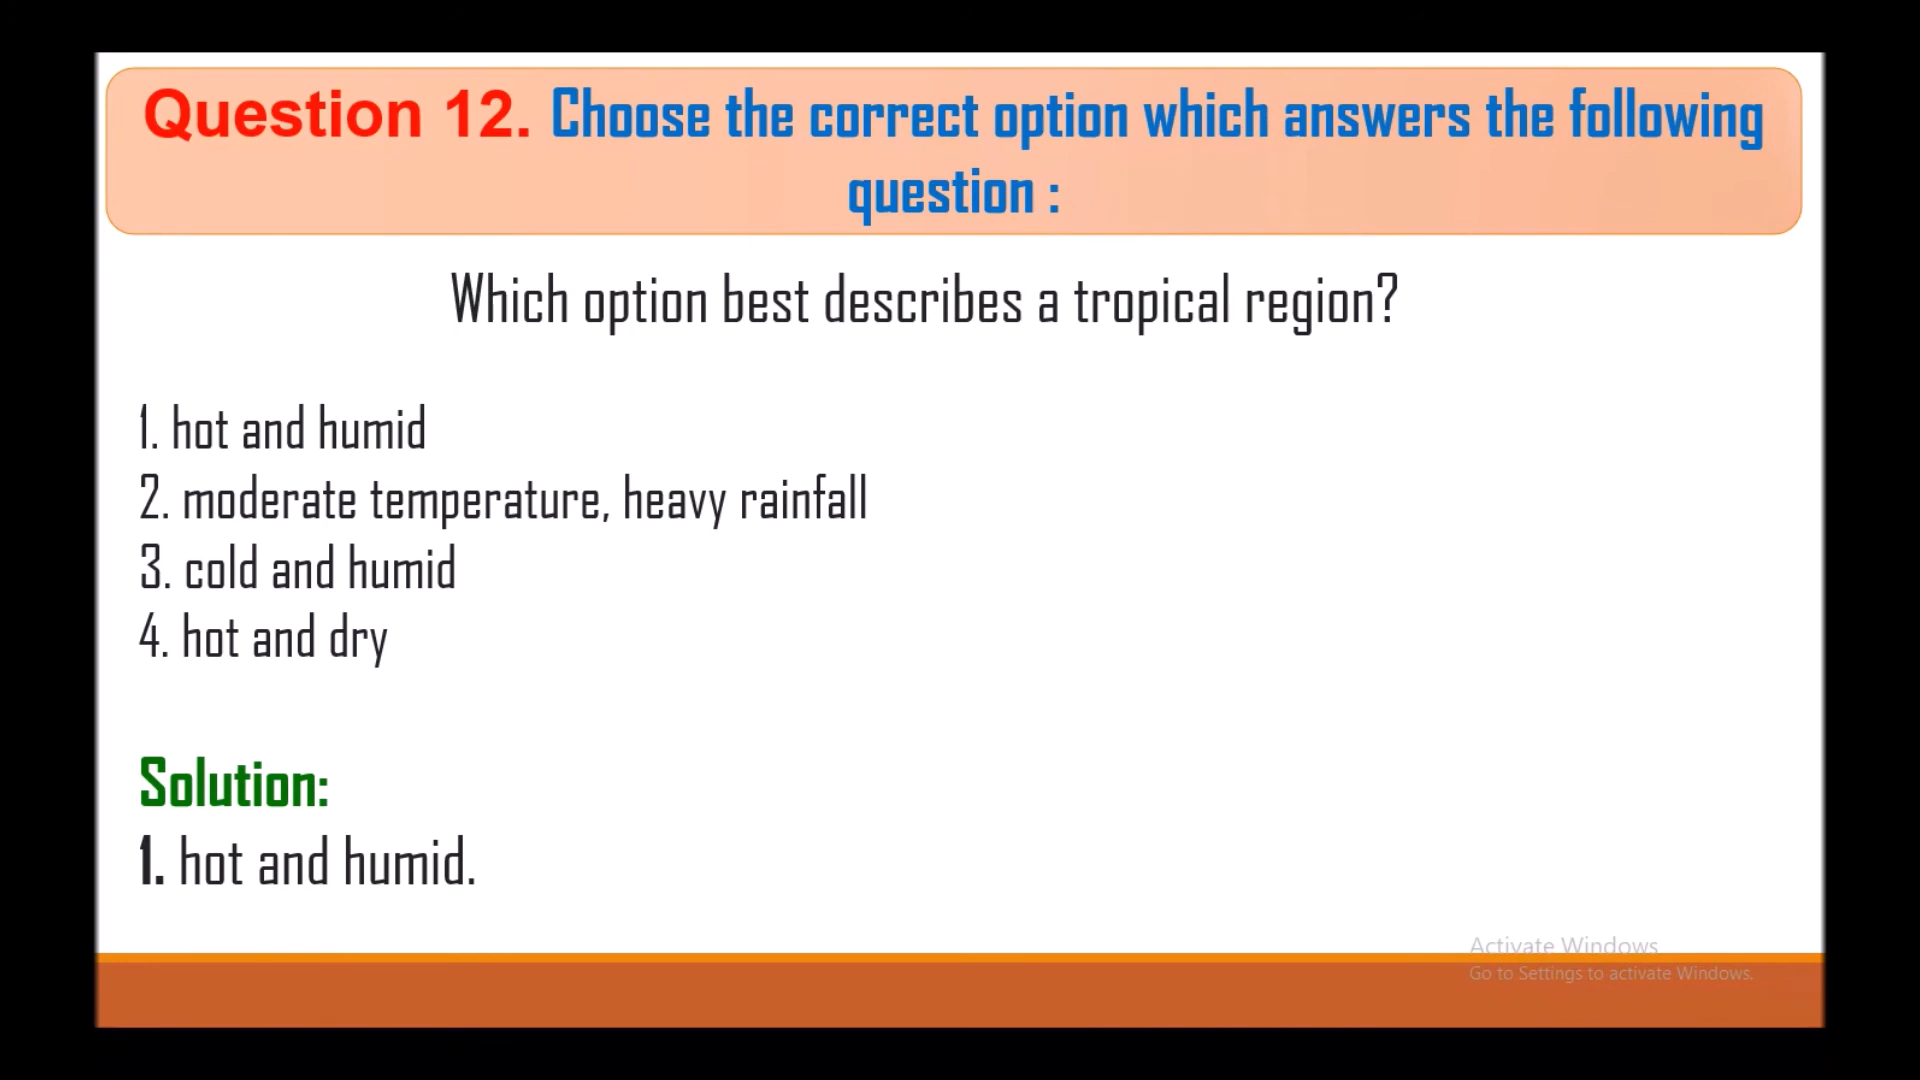 Question 12. Choose the correct option which answers the following
question :
Which option best describes a tropical region?
1. hot and humid
2. moderate temperature, heavy rainfall
3. cold and humid
4. hot and dry
Solution:
1. hot and humid.
Activate Windows
Go to Settings to activate Windows.